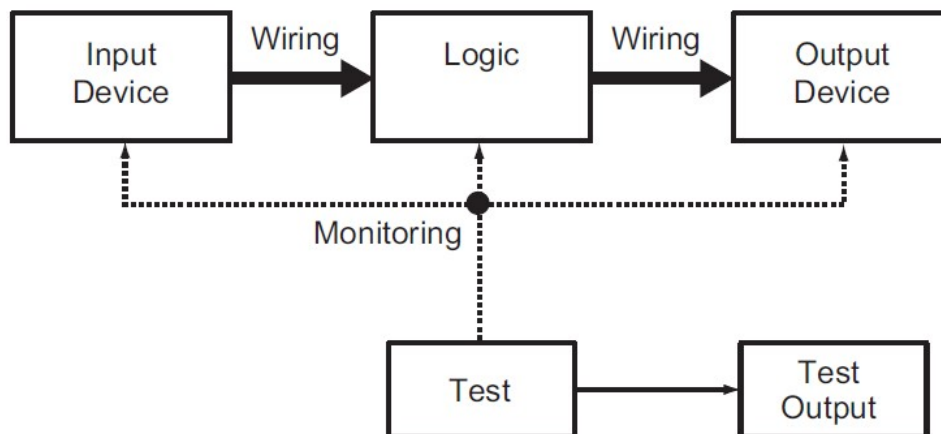 Input
Device
Wiring
Logic
Wiring
Output
Device
Monitoring
Test
Test
Output